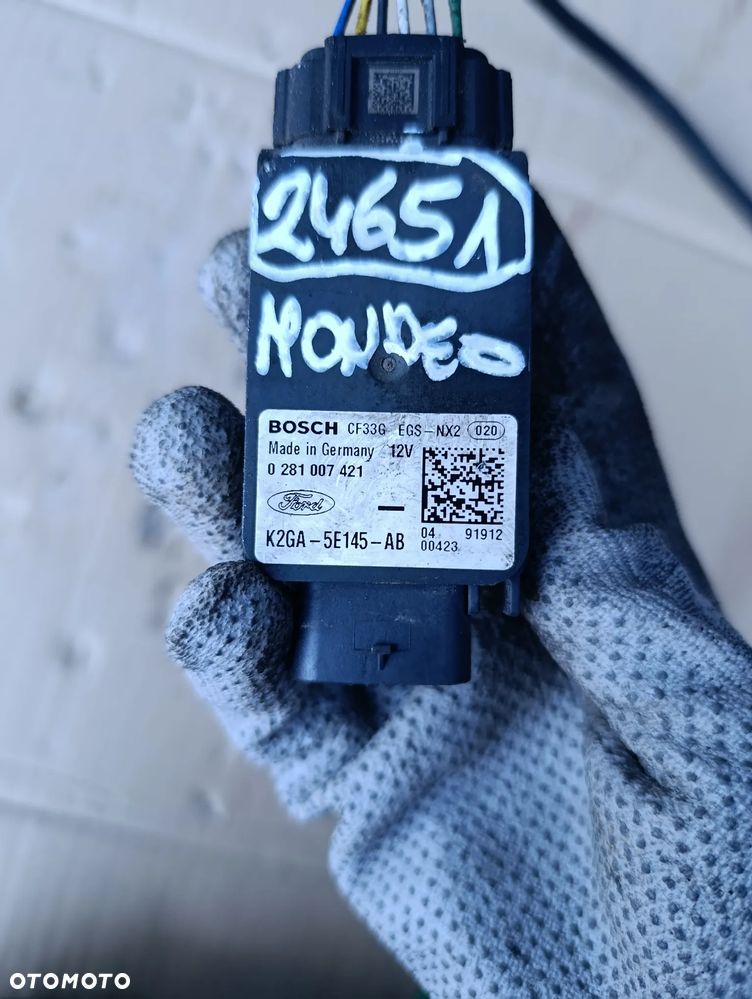 24651
MONDEO
BOSCH CF33G EGS-NX2 020
Made in Germany 12V
0 281 007 421
Ford
K2GA-5E145-AB
04 91912
00423
OTOMOTO